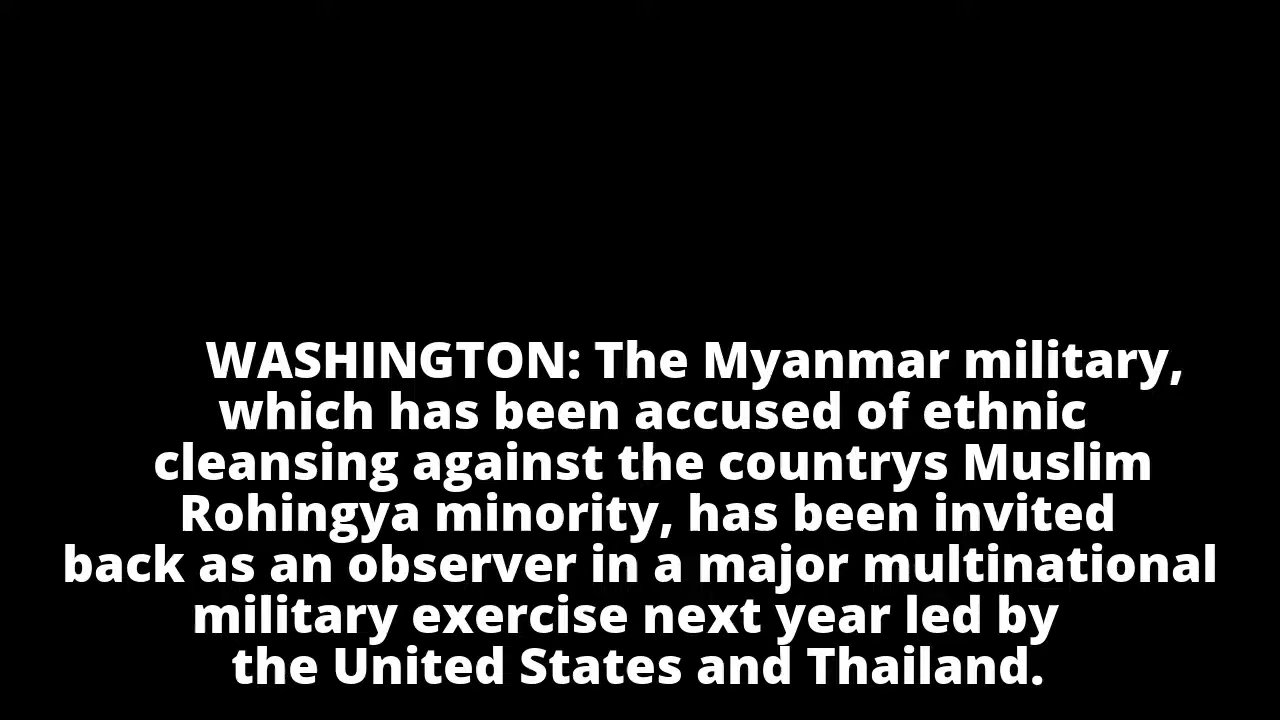 WASHINGTON: The Myanmar military,
which has been accused of ethnic
cleansing against the countrys Muslim
Rohingya minority, has been invited
back as an observer in a major multinational
military exercise next year led by
the United States and Thailand.